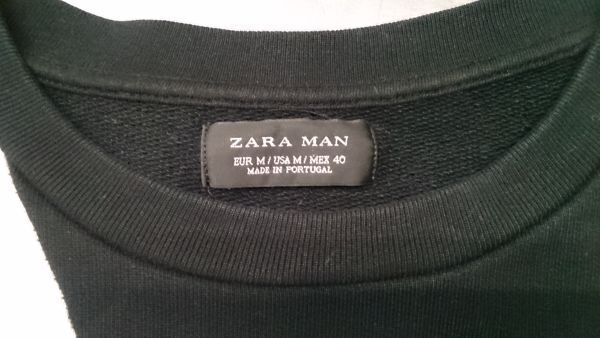 ZARA MAN
EUR M / USA M / MEX 40
MADE IN PORTUGAL